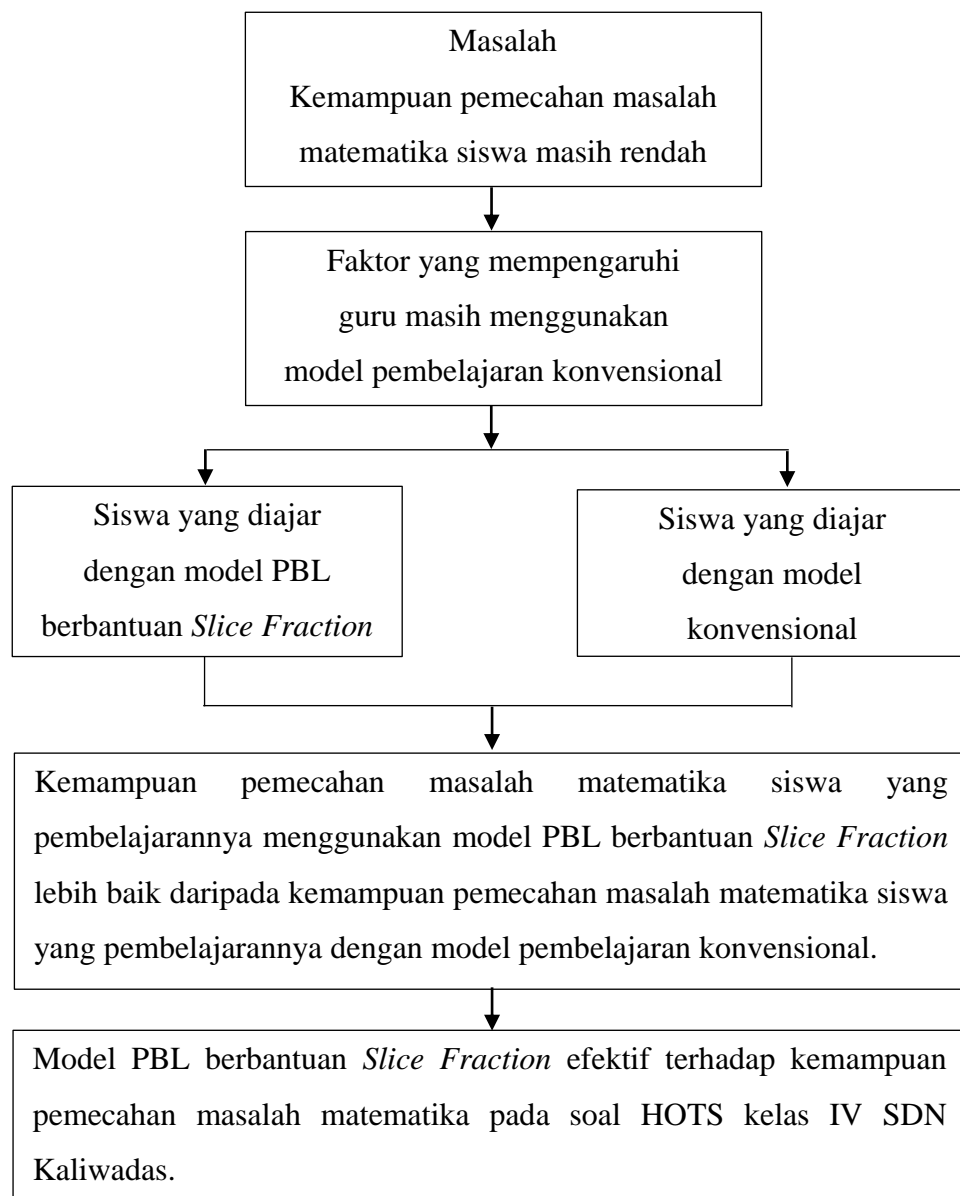 Masalah
Kemampuan pemecahan masalah
matematika siswa masih rendah
Faktor yang mempengaruhi
guru masih menggunakan
model pembelajaran konvensional
Siswa yang diajar
dengan model PBL
berbantuan Slice Fraction
Siswa yang diajar
dengan model
konvensional
Kemampuan pemecahan masalah matematika siswa yang
pembelajarannya menggunakan model PBL berbantuan Slice Fraction
lebih baik daripada kemampuan pemecahan masalah matematika siswa
yang pembelajarannya dengan model pembelajaran konvensional.
Model PBL berbantuan Slice Fraction efektif terhadap kemampuan
pemecahan masalah matematika pada soal HOTS kelas IV SDN
Kaliwadas.